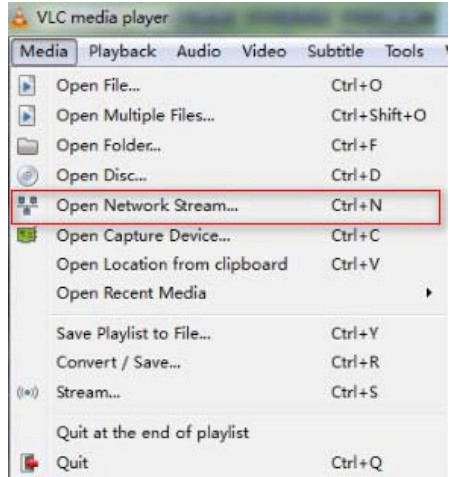 VLC media player
Media Playback Audio Video Subtitle Tools
Open File... Ctrl+O
Open Multiple Files... Ctrl+Shift+O
Open Folder... Ctrl+F
Open Disc... Ctrl+D
Open Network Stream... Ctrl+N
Open Capture Device... Ctrl+C
Open Location from clipboard Ctrl+V
Open Recent Media
Save Playlist to File... Ctrl+Y
Convert / Save... Ctrl+R
Stream... Ctrl+S
Quit at the end of playlist
Quit Ctrl+Q